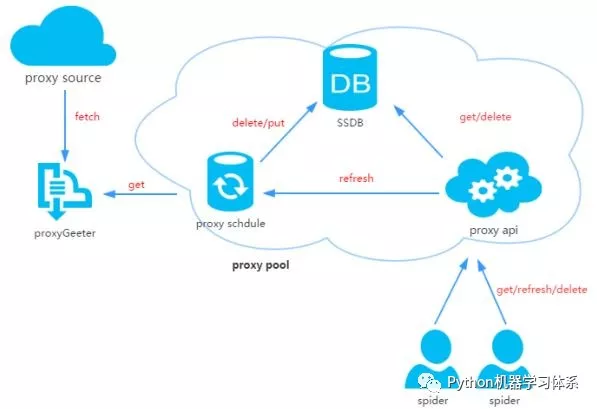 proxy source
fetch
proxyGeeter
get
DB
SSDB
delete/put
get/delete
proxy schdule
refresh
proxy api
proxy pool
get/refresh/delete
spider
spider
Python机器学习体系